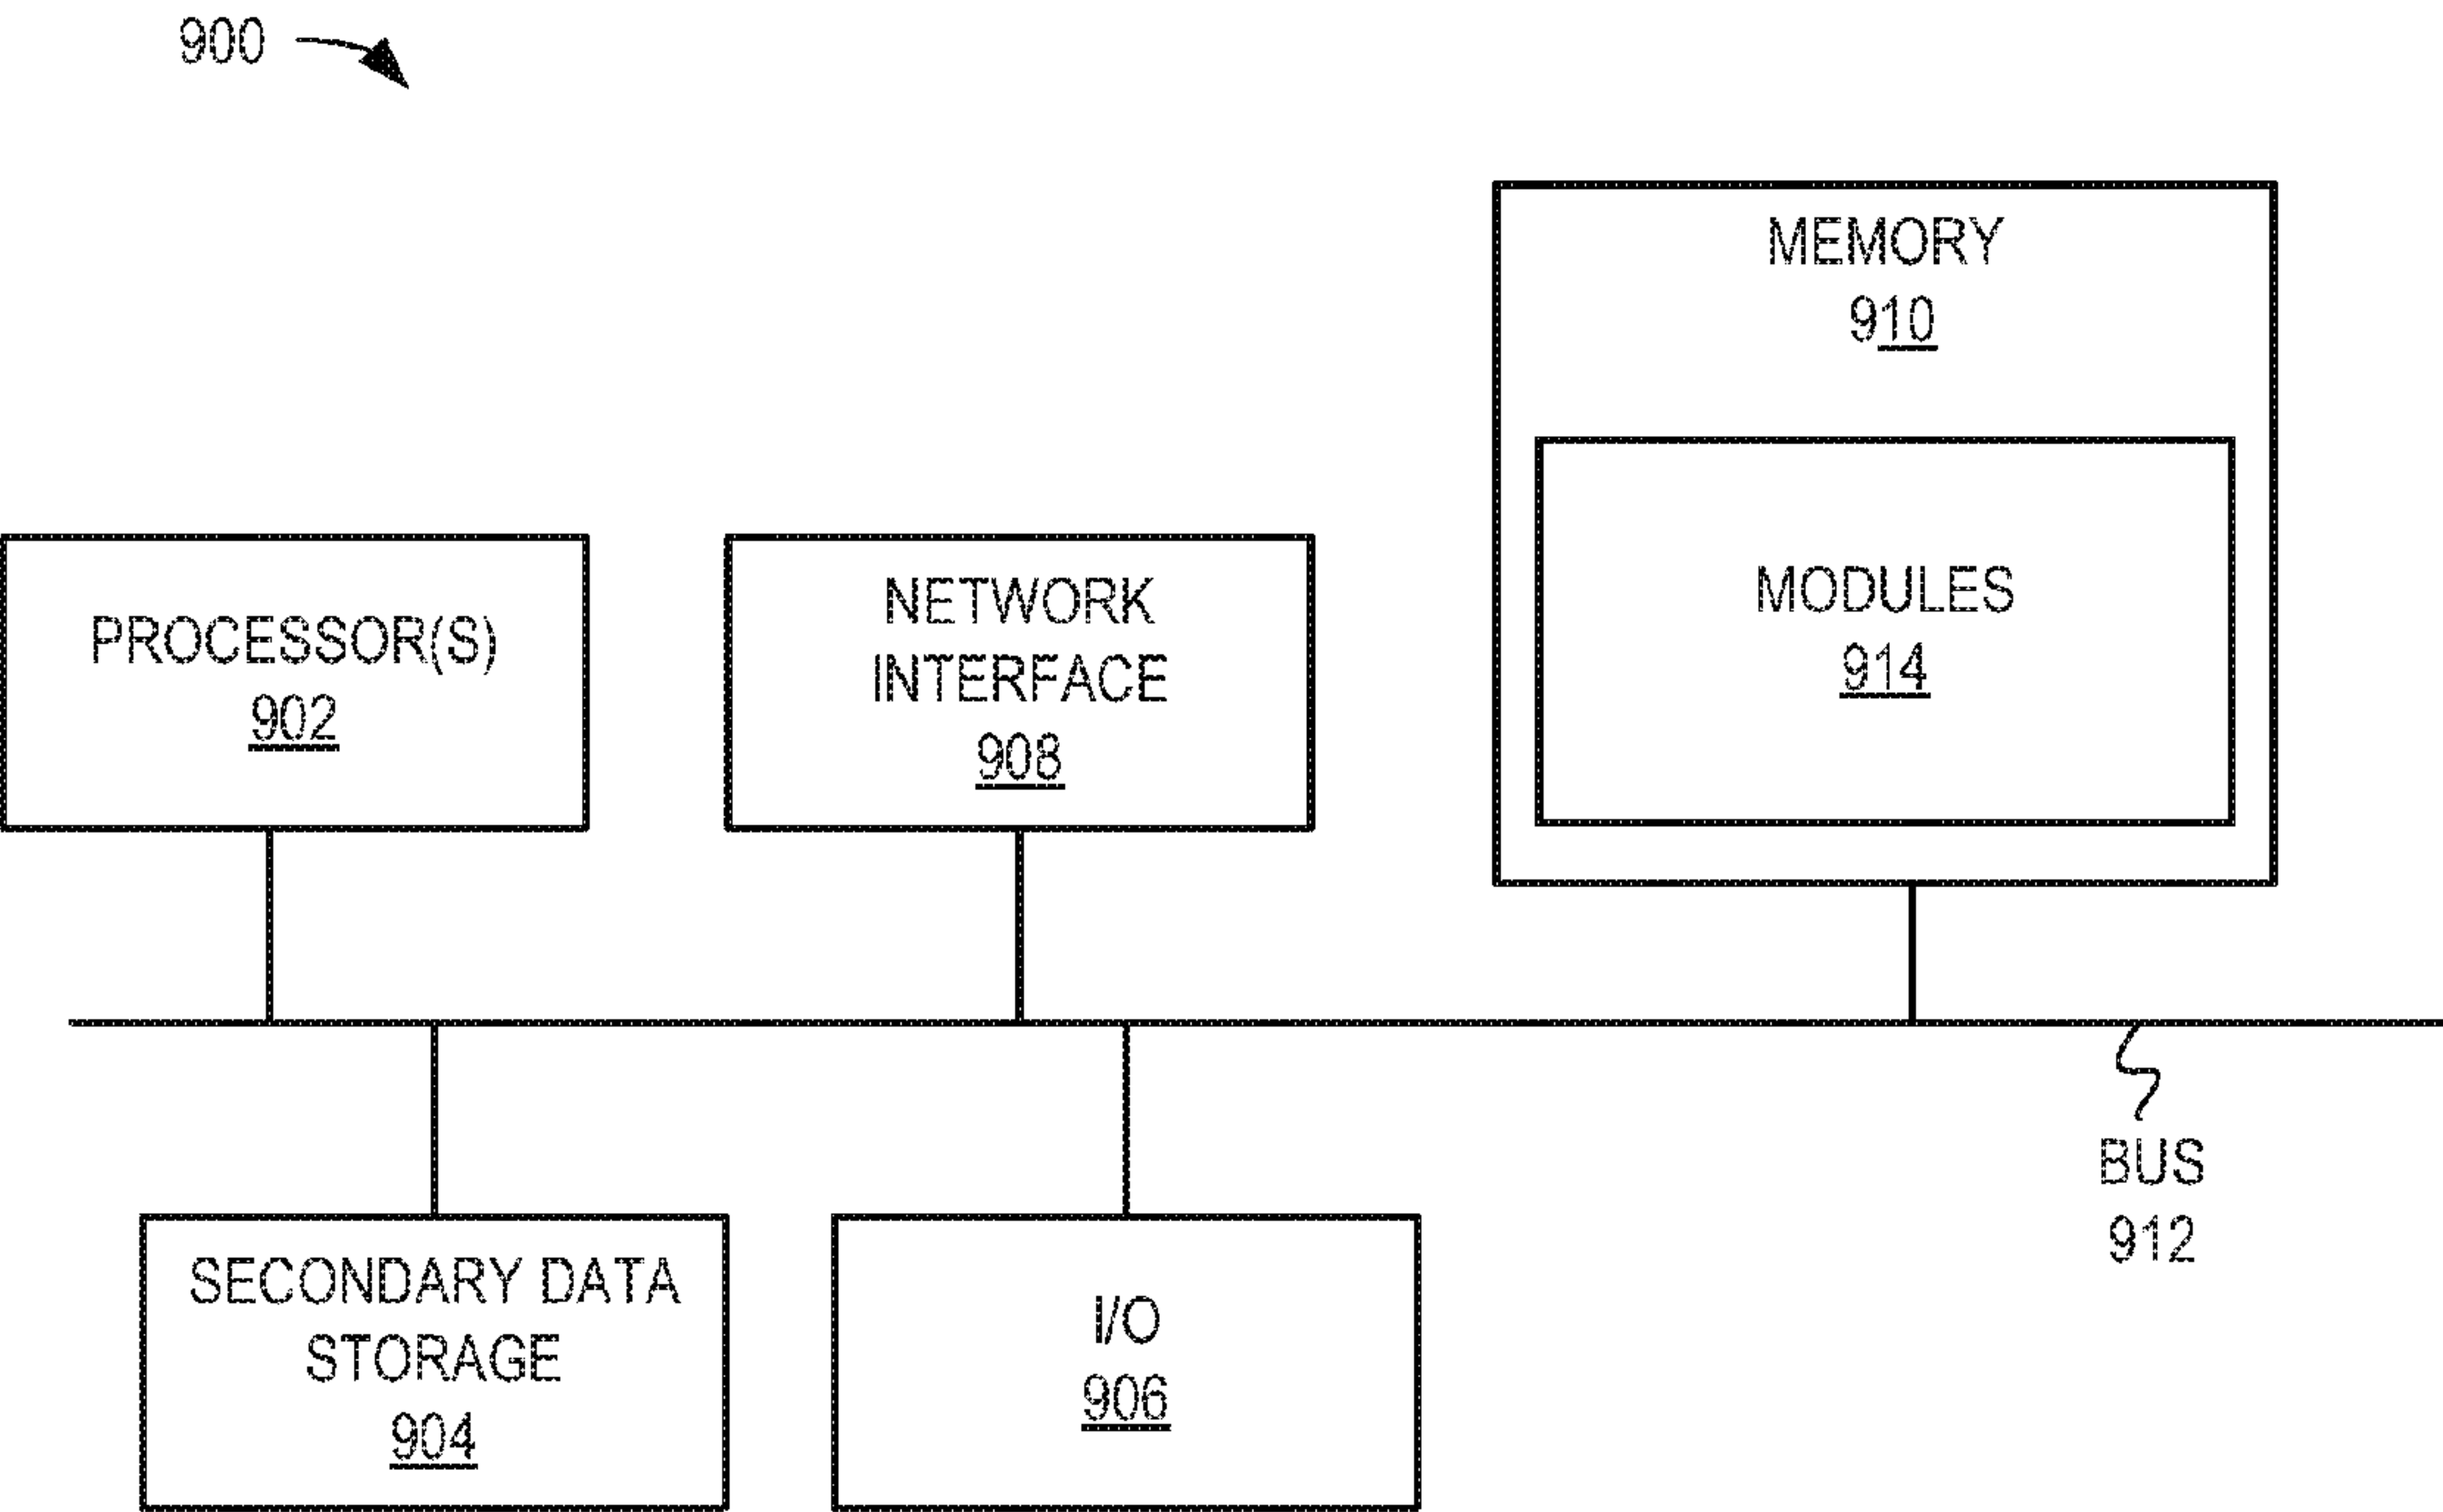 900
MEMORY
910
MODULES
914
PROCESSOR(S)
902
NETWORK
INTERFACE
908
BUS
912
SECONDARY DATA
STORAGE
904
I/O
906